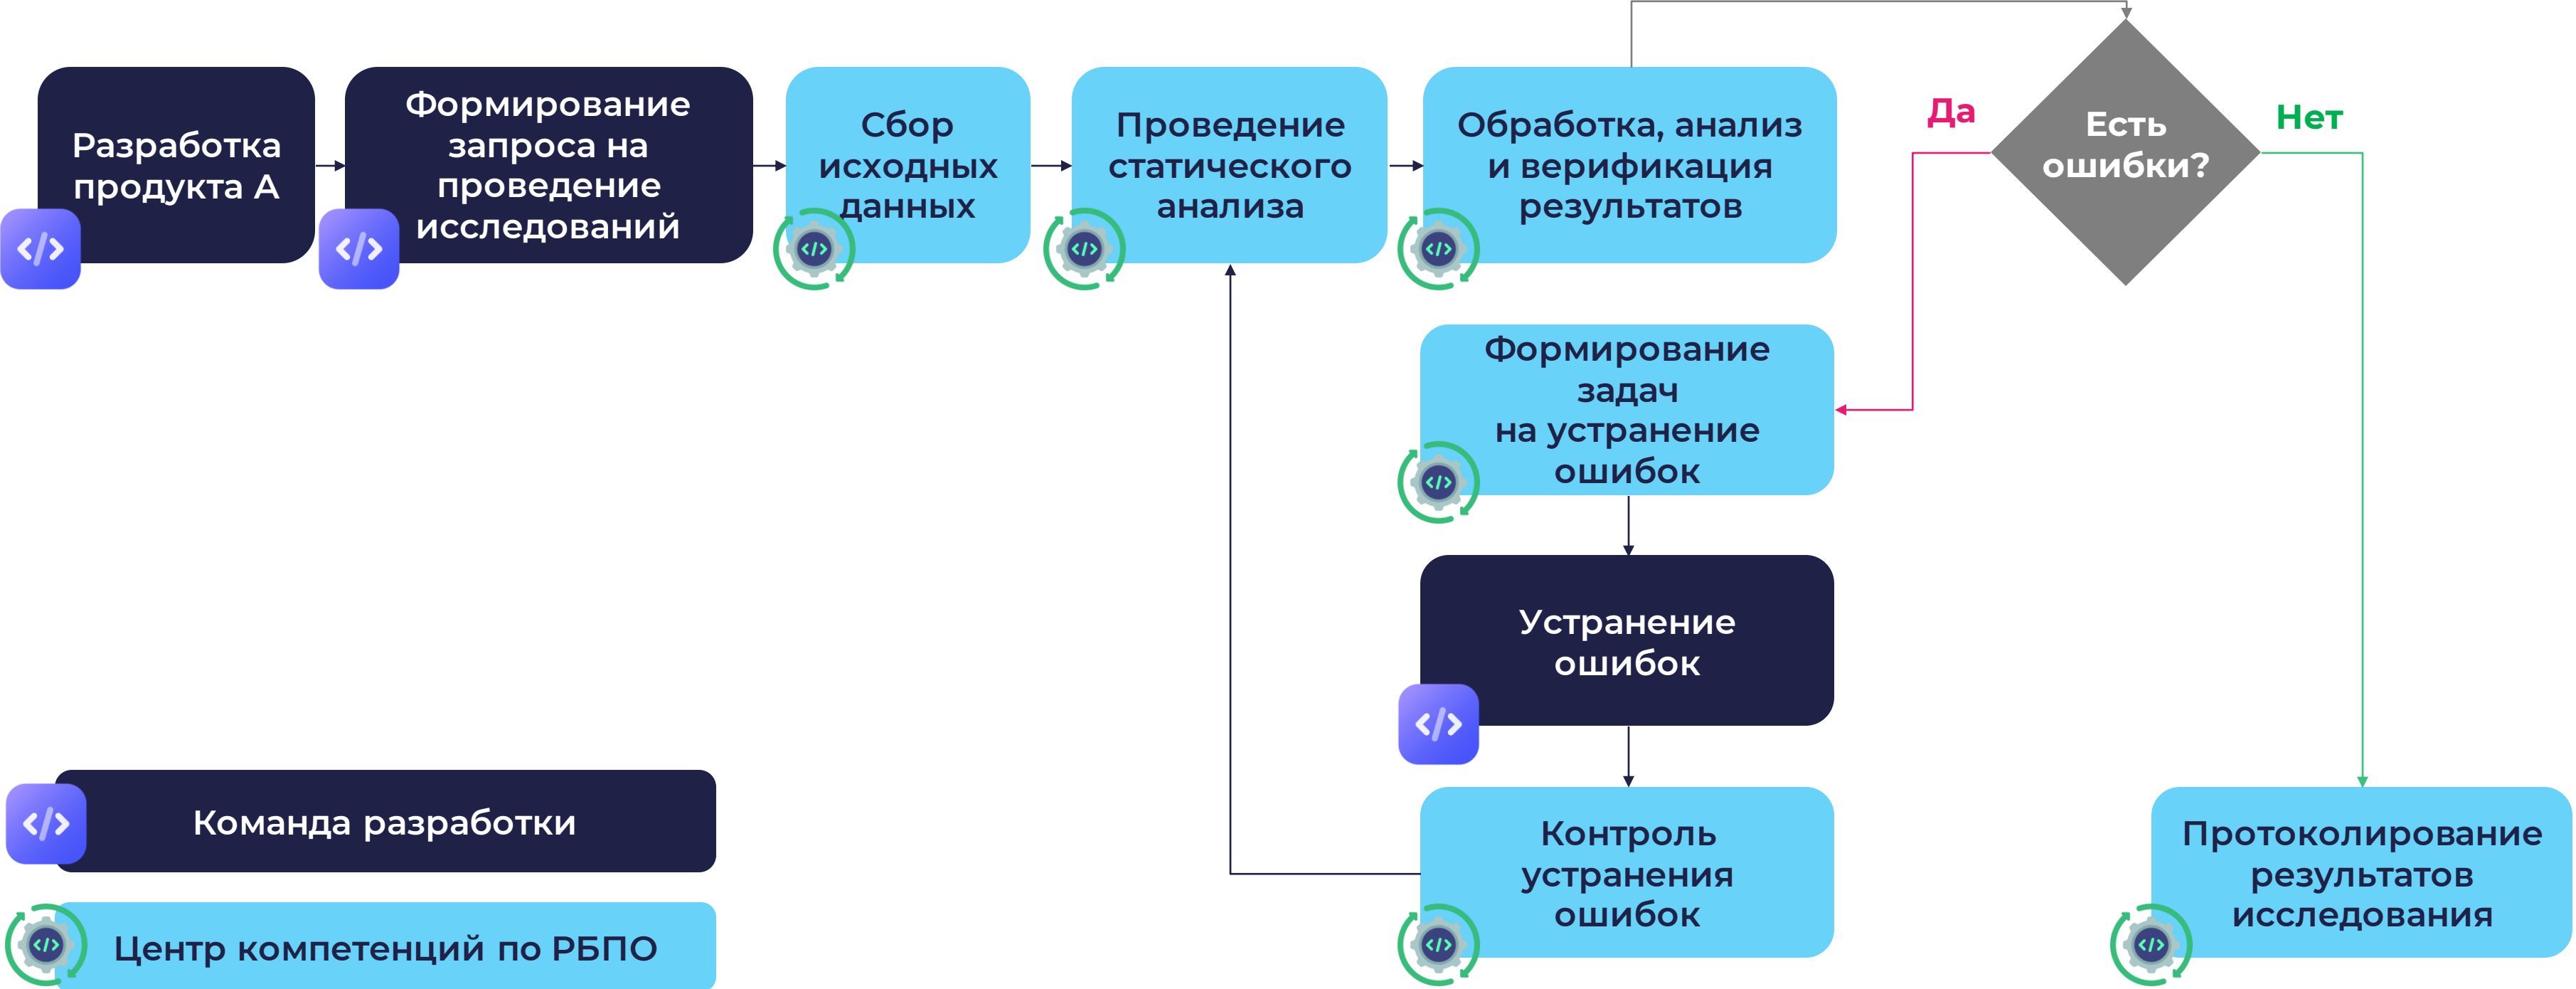 Разработка
продукта А
Формирование
запроса на
проведение
исследований
Сбор
исходных
данных
Проведение
статического
анализа
Обработка, анализ
и верификация
результатов
Да
Есть
ошибки?
Нет
Формирование
задач
на устранение
ошибок
Устранение
ошибок
Контроль
устранения
ошибок
Протоколирование
результатов
исследования
Команда разработки
Центр компетенций по РБПО